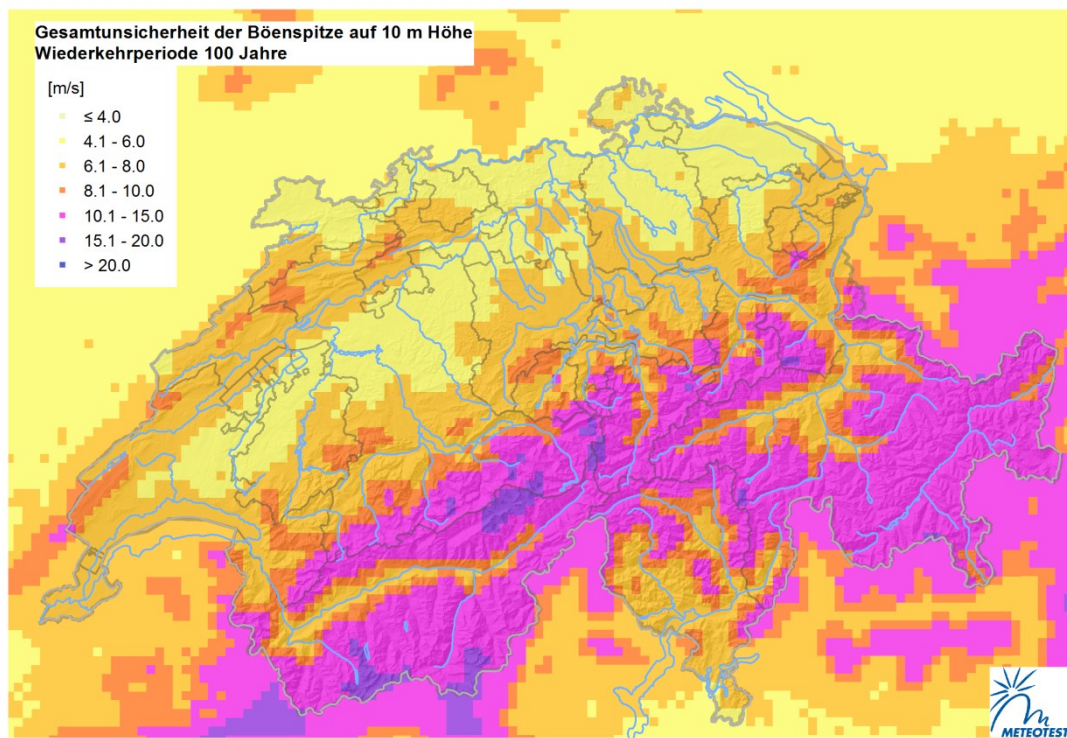 Gesamtunsicherheit der Böenspitze auf 10 m Höhe
Wiederkehrperiode 100 Jahre
[m/s]
≤ 4.0
4.1 - 6.0
6.1 - 8.0
8.1 - 10.0
10.1 - 15.0
15.1 - 20.0
> 20.0
METEOTEST